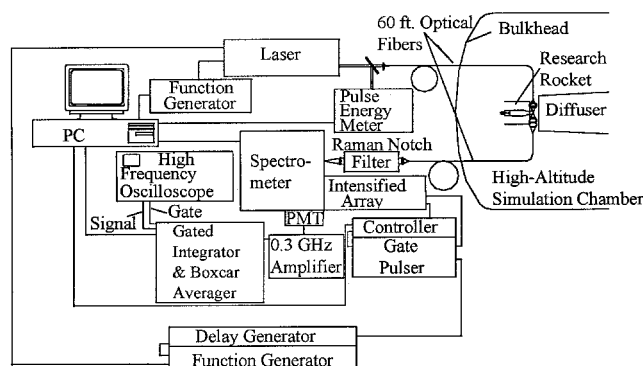 60 ft. Optical
Fibers
Bulkhead
Laser
Research
Rocket
Function
Generator
Pulse
Energy
Meter
Diffuser
PC
Raman Notch
Filter
Spectro-
meter
High
Frequency
Oscilloscope
Intensified
Array
High-Altitude
Simulation Chamber
Signal
Gate
PMT
Controller
Gate
Pulser
Gated
Integrator
& Boxcar
Averager
0.3 GHz
Amplifier
Delay Generator
Function Generator